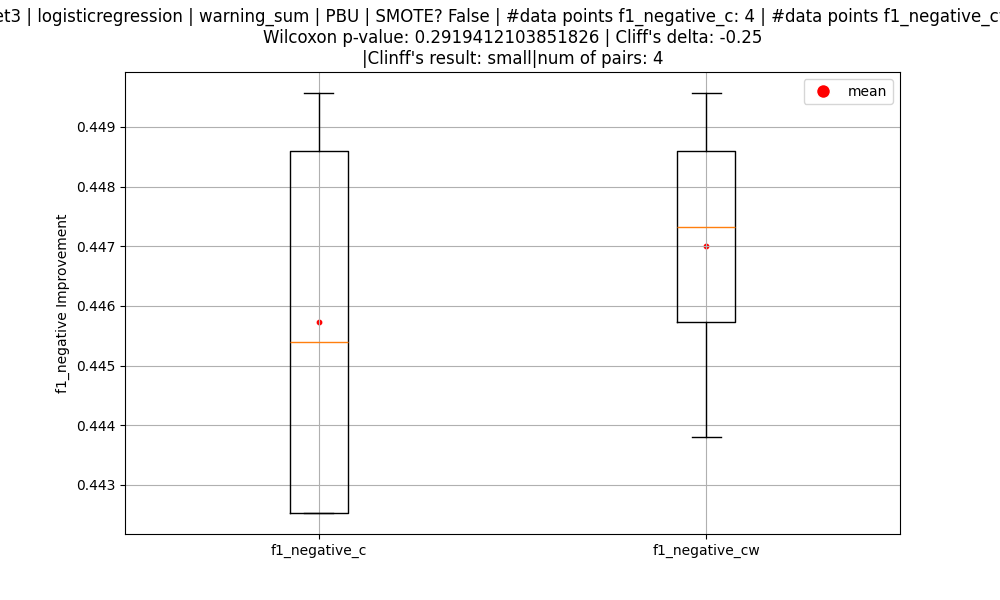 | logisticregression | warning_sum | PBU | SMOTE? False | #data points f1_negative_c: 4 | #data points
Wilcoxon p-value: 0.2919412103851826 | Cliff's delta: -0.25
|Clinff's result: small|num of pairs: 4
mean
0.449
0.448
0.447
0.446
0.445
0.444
0.443
f1_negative Improvement
f1_negative_c
f1_negative_cw